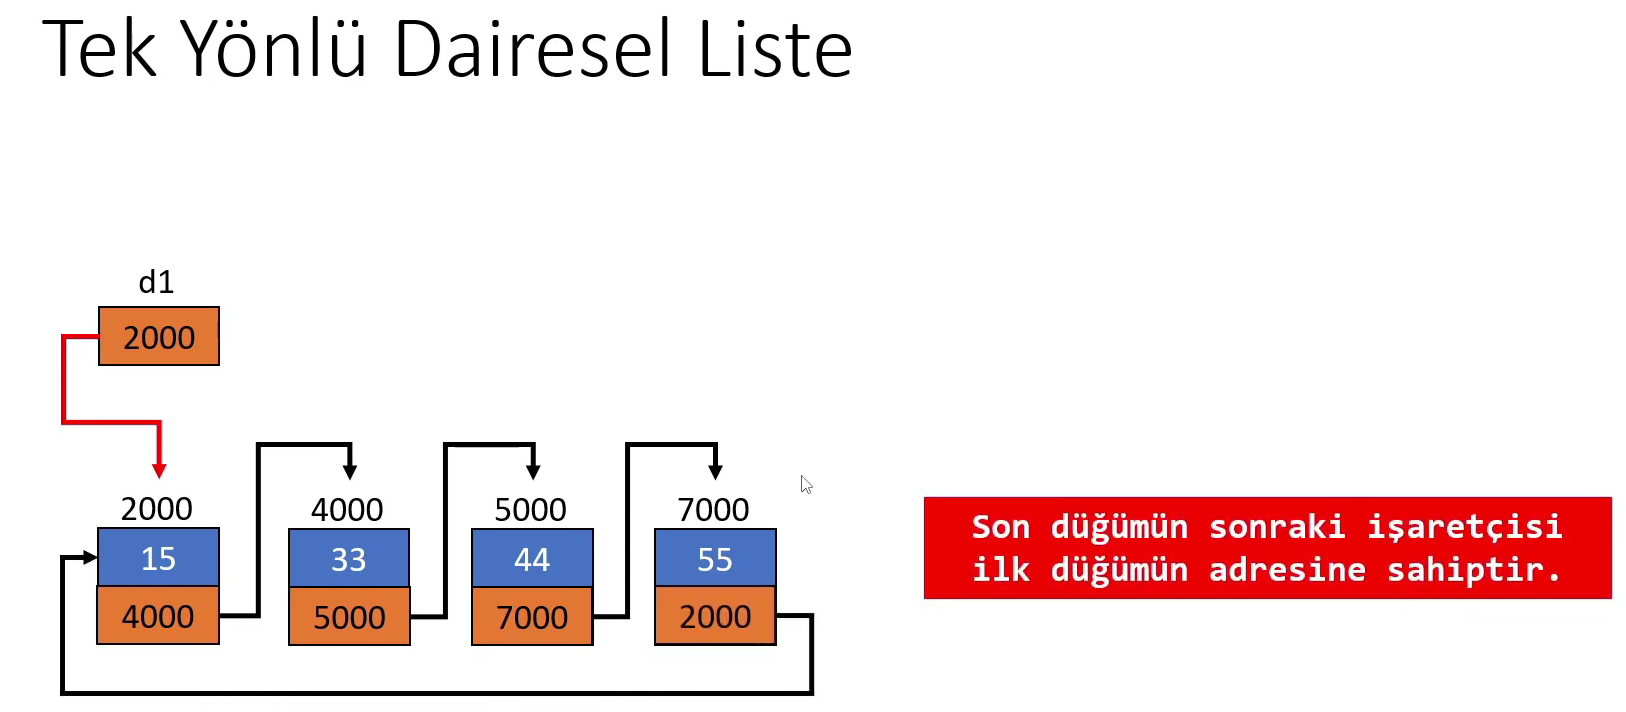 Tek Yönlü Dairesel Liste
d1
2000
2000 4000 5000 7000
15 33 44 55
4000 5000 7000 2000
Son düğümün sonraki işaretçisi
ilk düğümün adresine sahiptir.